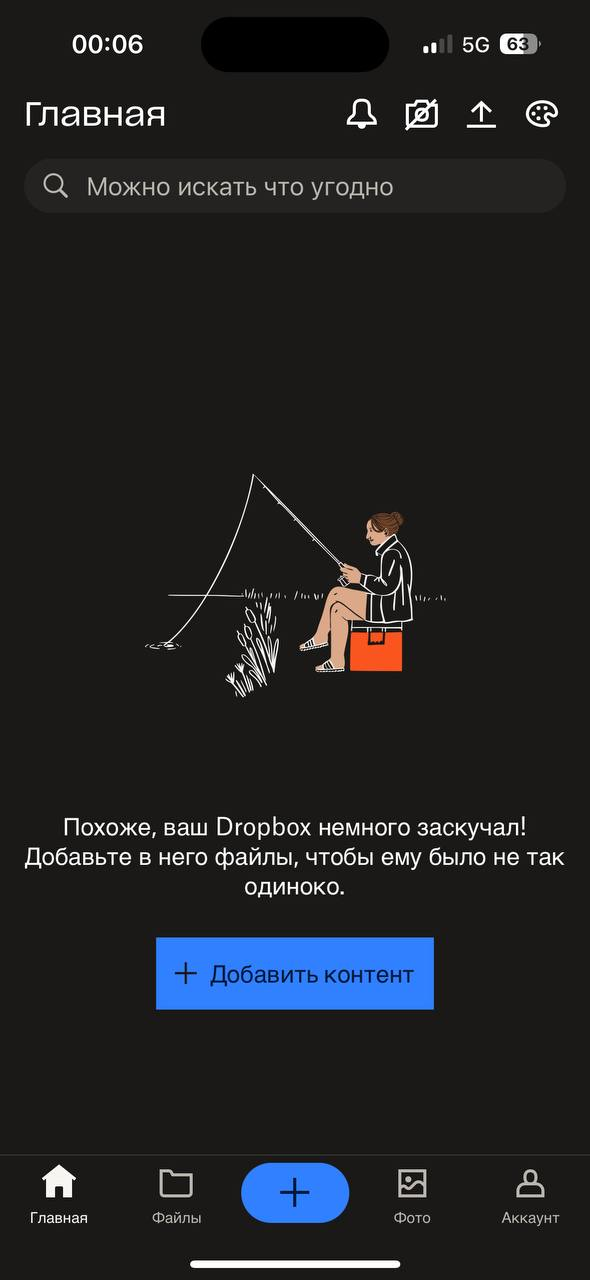 00:06
5G
63
Главная
Можно искать что угодно
Похоже, ваш Dropbox немного заскучал!
Добавьте в него файлы, чтобы ему было не так
одиноко.
Добавить контент
Главная
Файлы
Фото
Аккаунт